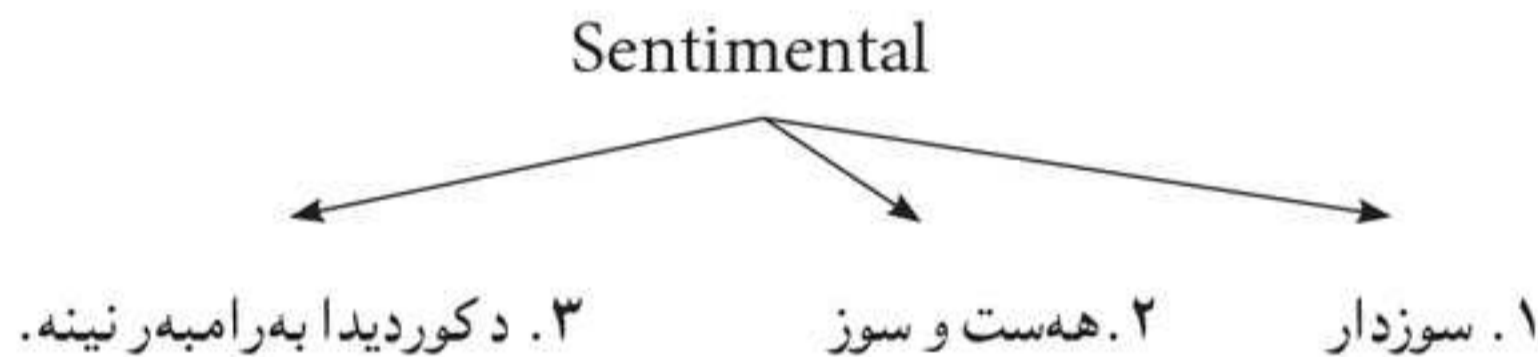 Sentimental
١. سوزدار ٢. هەست و سوز ٣. د کوردیدا بەرامبەر نینە.